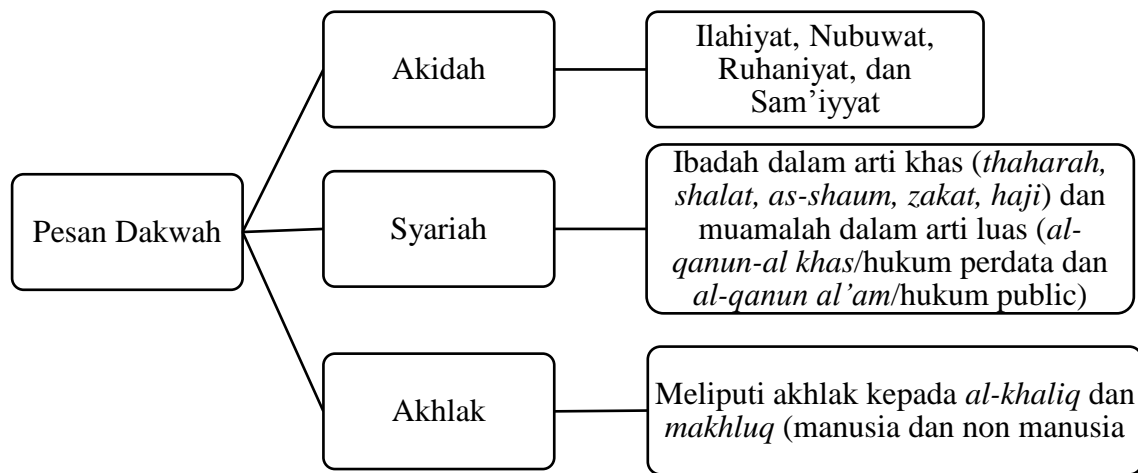 Pesan Dakwah
Akidah
Ilahiyat, Nubuwat,
Ruhaniyat, dan
Sam’iyyat
Syariah
Ibadah dalam arti khas (thaharah,
shalat, as-shaum, zakat, haji) dan
muamalah dalam arti luas (al-
qanun-al khas/hukum perdata dan
al-qanun al’am/hukum public)
Akhlak
Meliputi akhlak kepada al-khaliq dan
makhluq (manusia dan non manusia